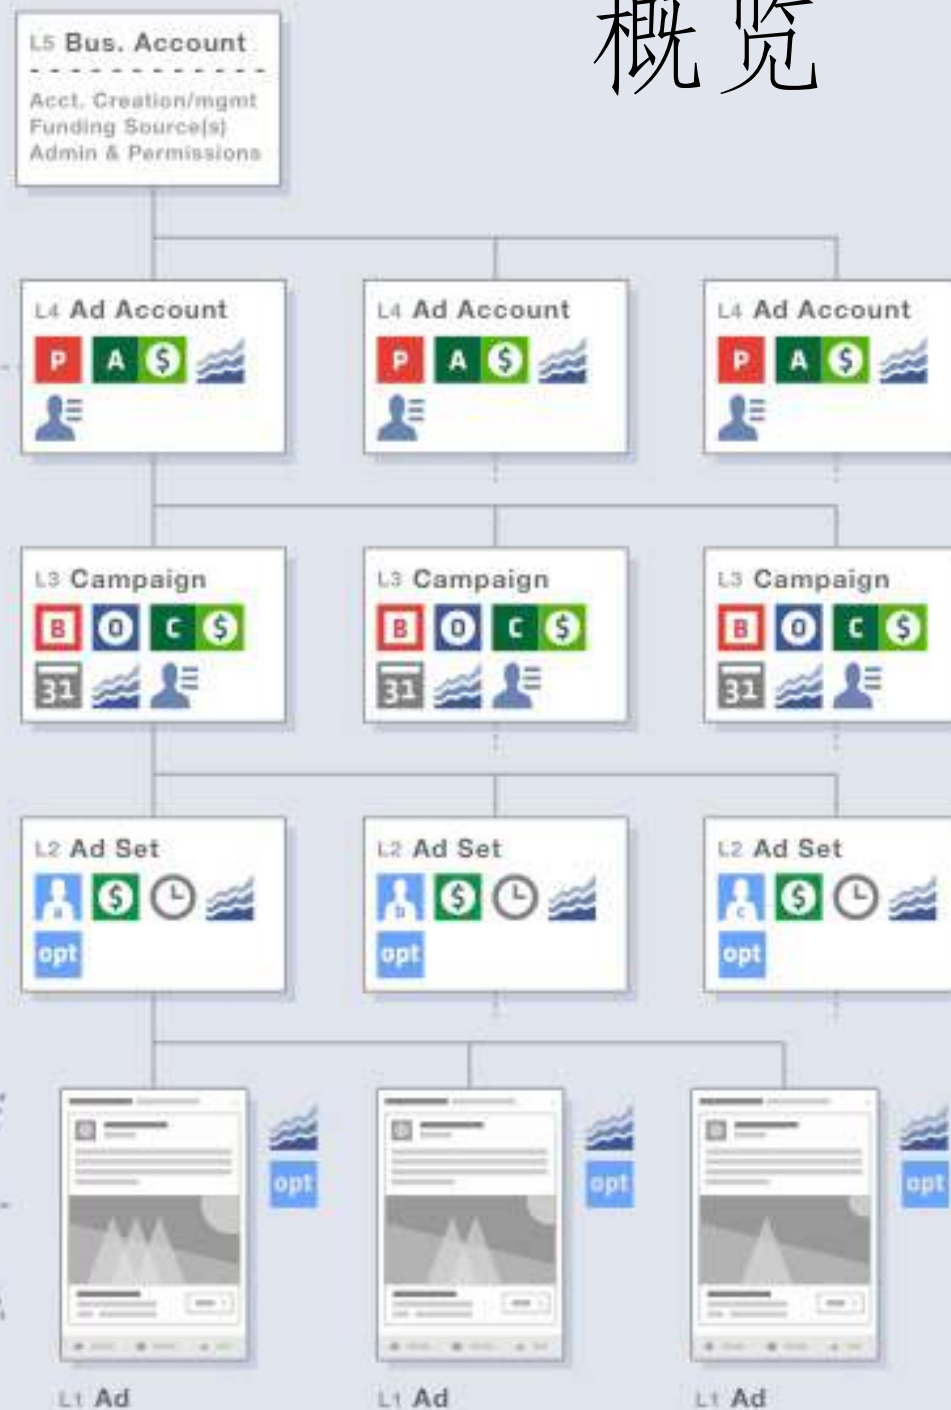 概览
L5 Bus. Account
Acct. Creation/mgmt
Funding Source(s)
Admin & Permissions
L4 Ad Account
P A $
L4 Ad Account
P A $
L4 Ad Account
P A $
L3 Campaign
B O C $
31
L3 Campaign
B O C $
31
L3 Campaign
B O C $
31
L2 Ad Set
a $
opt
L2 Ad Set
b $
opt
L2 Ad Set
c $
opt
opt
opt
opt
L1 Ad
L1 Ad
L1 Ad